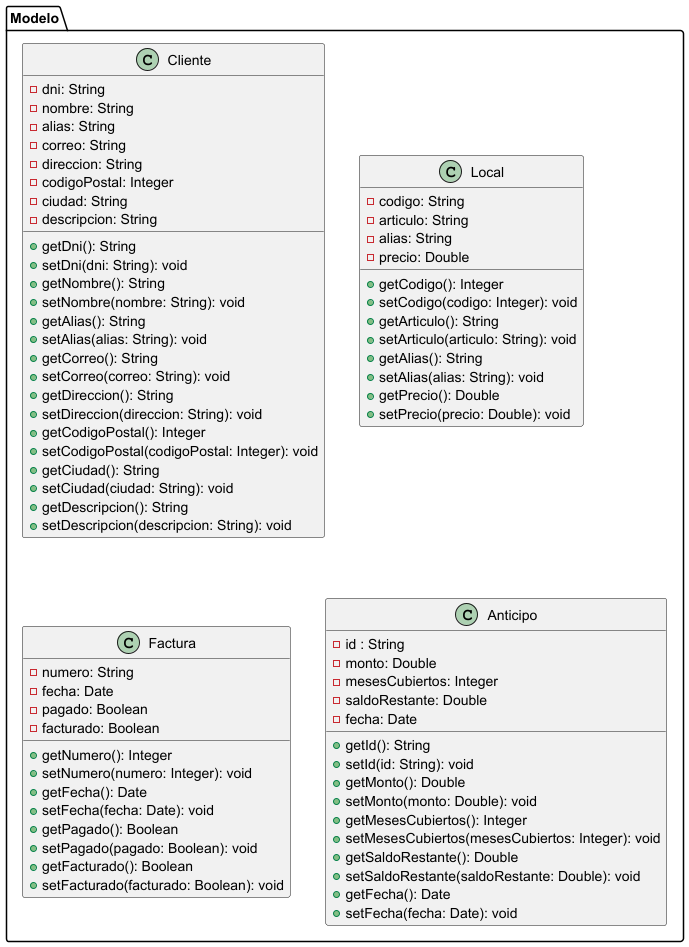 Modelo
C Cliente
dni: String
nombre: String
alias: String
correo: String
direccion: String
codigoPostal: Integer
ciudad: String
descripcion: String
getDni(): String
setDni(dni: String): void
getNombre(): String
setNombre(nombre: String): void
getAlias(): String
setAlias(alias: String): void
getCorreo(): String
setCorreo(correo: String): void
getDireccion(): String
setDireccion(direccion: String): void
getCodigoPostal(): Integer
setCodigoPostal(codigoPostal: Integer): void
getCiudad(): String
setCiudad(ciudad: String): void
getDescripcion(): String
setDescripcion(descripcion: String): void
C Local
codigo: String
articulo: String
alias: String
precio: Double
getCodigo(): Integer
setCodigo(codigo: Integer): void
getArticulo(): String
setArticulo(articulo: String): void
getAlias(): String
setAlias(alias: String): void
getPrecio(): Double
setPrecio(precio: Double): void
C Factura
numero: String
fecha: Date
pagado: Boolean
facturado: Boolean
getNumero(): Integer
setNumero(numero: Integer): void
getFecha(): Date
setFecha(fecha: Date): void
getPagado(): Boolean
setPagado(pagado: Boolean): void
getFacturado(): Boolean
setFacturado(facturado: Boolean): void
C Anticipo
id : String
monto: Double
mesesCubiertos: Integer
saldoRestante: Double
fecha: Date
getId(): String
setId(id: String): void
getMonto(): Double
setMonto(monto: Double): void
getMesesCubiertos(): Integer
setMesesCubiertos(mesesCubiertos: Integer): void
getSaldoRestante(): Double
setSaldoRestante(saldoRestante: Double): void
getFecha(): Date
setFecha(fecha: Date): void